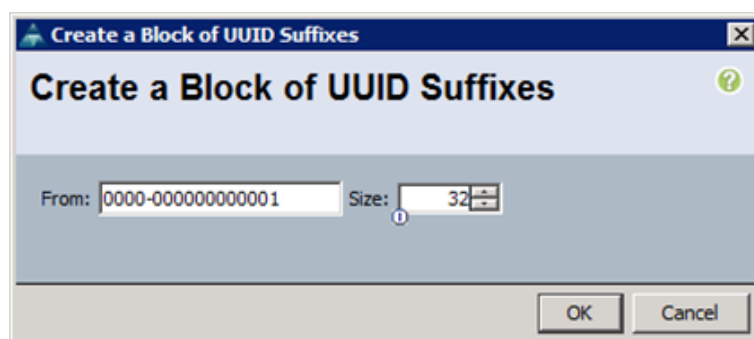 Create a Block of UUID Suffixes
Create a Block of UUID Suffixes
?
From: 0000-000000000001 Size: 32
OK Cancel